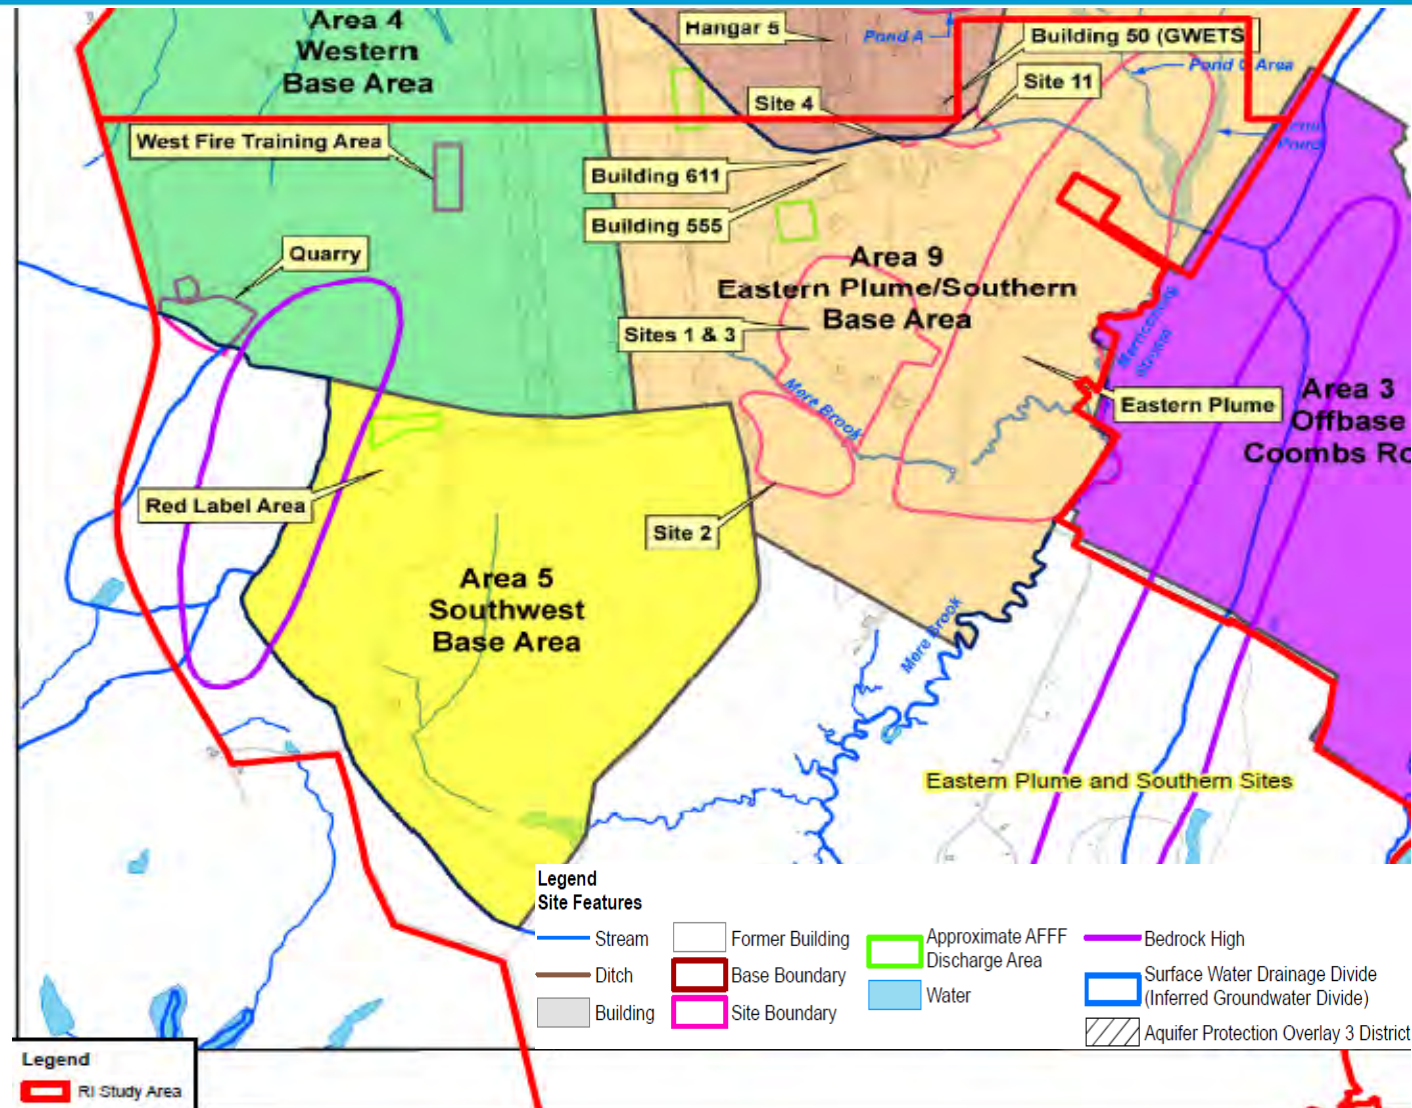 Area 4
Western
Base Area
Hangar 5
Pond A
Building 50 (GWETS
Pond C Area
Site 4
Site 11
West Fire Training Area
Building 611
Building 555
Quarry
Area 9
Eastern Plume/Southern
Base Area
Sites 1 & 3
Merriconeag
Stream
Mere Brook
Eastern Plume
Area 3
Offbase
Coombs Ro
Red Label Area
Site 2
Area 5
Southwest
Base Area
Mere Brook
Eastern Plume and Southern Sites
Legend
Site Features
Stream
Ditch
Building
Former Building
Base Boundary
Site Boundary
Approximate AFFF
Discharge Area
Water
Bedrock High
Surface Water Drainage Divide
(Inferred Groundwater Divide)
Aquifer Protection Overlay 3 District
Legend
RI Study Area